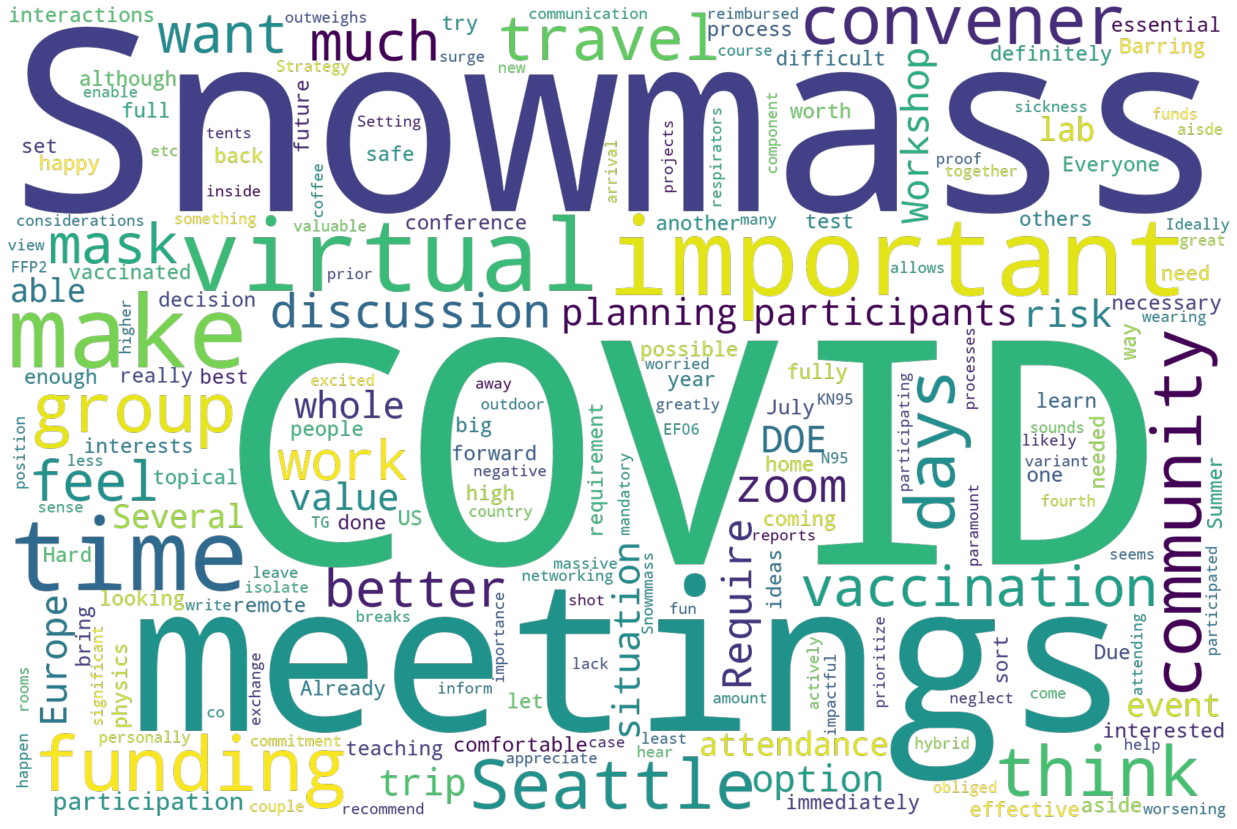 interactions
want
outweighs
much
surge
try
communication
travel
new
reimbursed
process
course
convener
difficult
definitely
essential
Barring
Snowmass
although
enable
full
etc
set
happy
Strategy
tents
back
inside
future
Setting
safe
coffee
arrival
projects
respirators
component
worth
Workshop
sickness
lab
funds
aisde
proof
together
Everyone
considerations
something
valuable
conference
another
many
test
others
Ideally
great
view
FFP2
mask
vaccinated
virtual
prior
important
allows
need
able
decision
discussion
planning
participants
risk
necessary
wearing
make
higher
COVID
way
enough
really
best
excited
possible
worried
year
fully
processes
community
group
whole
away
outdoor
people
big
greatly
July
KN95
EF06
DOE
participating
days
learn
sounds
likely
needed
interests
work
forward
negative
requirement
home
N95
variant
one
position
less
sense
feel
topical
value
high
country
mandatory
zoom
coming
reports
paramount
fourth
Summer
Several
TG
done
US
time
Hard
leave
isolate
massive
networking
situation
Snowmmass
Require
ideas
seems
vaccination
participated
Europe
bring
looking
write
remote
better
breaks
shot
fun
significant
physics
meetings
importance
lack
sort
Due
attending
rooms
exchange
Already
inform
let
amount
actively
impactful
prioritize
neglect
come
event
happen
co
personally
commitment
teaching
comfortable
case
least
hear
attendance
hybrid
interested
help
funding
appreciate
trip
Seattle
option
think
participation
couple
recommend
immediately
obliged
effective
aside
worsening